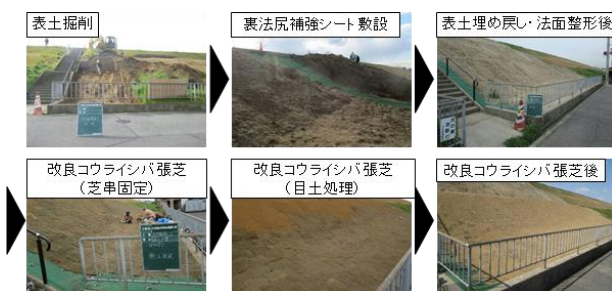 表土掘削
裏法尻補強シート敷設
表土埋め戻し・法面整形後
改良コウライシバ張芝
(芝串固定)
改良コウライシバ張芝
(目土処理)
改良コウライシバ張芝後